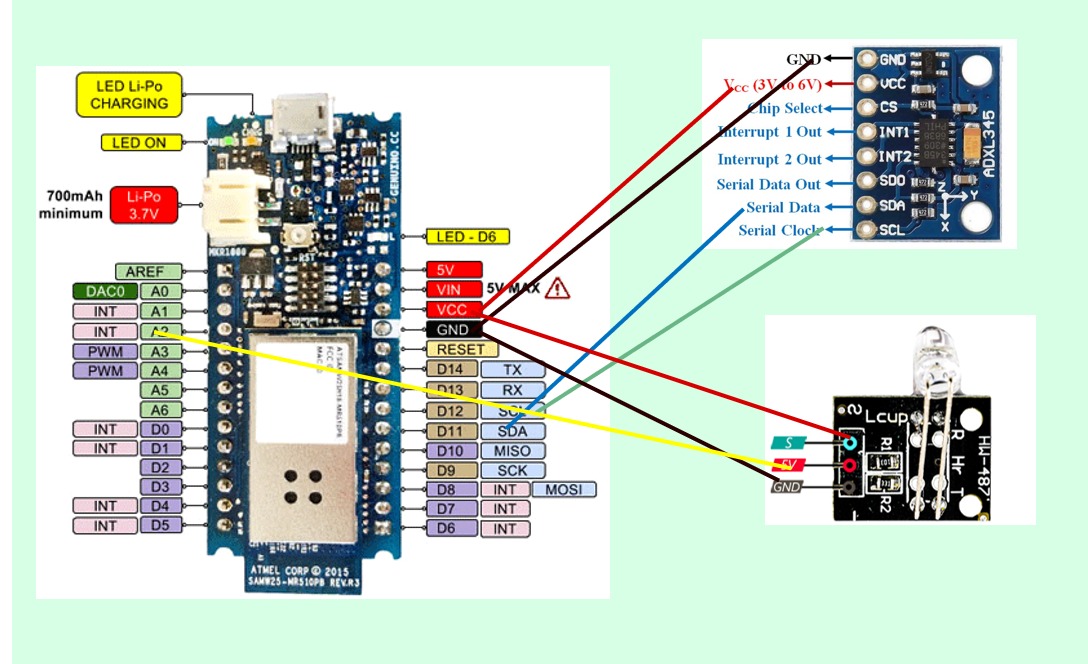 LED Li-Po
CHARGING
LED ON
700mAh
minimum
Li-Po
3.7V
MKR1000
GENUINO.CC
RST
LED - D6
AREF
DAC0 A0
INT A1
INT A2
PWM A3
PWM A4
A5
A6
INT D0
INT D1
D2
D3
INT D4
INT D5
5V
VIN 5V MAX
VCC
GND
RESET
D14 TX
D13 RX
D12 SCL
D11 SDA
D10 MISO
D9 SCK
D8 INT MOSI
D7 INT
D6 INT
ATMEL CORP © 2015
SAMW25-MR510PB REV.R3
GND
VCC (3V to 6V)
Chip Select
Interrupt 1 Out
Interrupt 2 Out
Serial Data Out
Serial Data
Serial Clock
GND
VCC
CS
INT1
INT2
SDO
SDA
SCL
ADXL345
Z
Y
X
S
5V
GND
S
R1
R2
R
Hr
T
HW-487